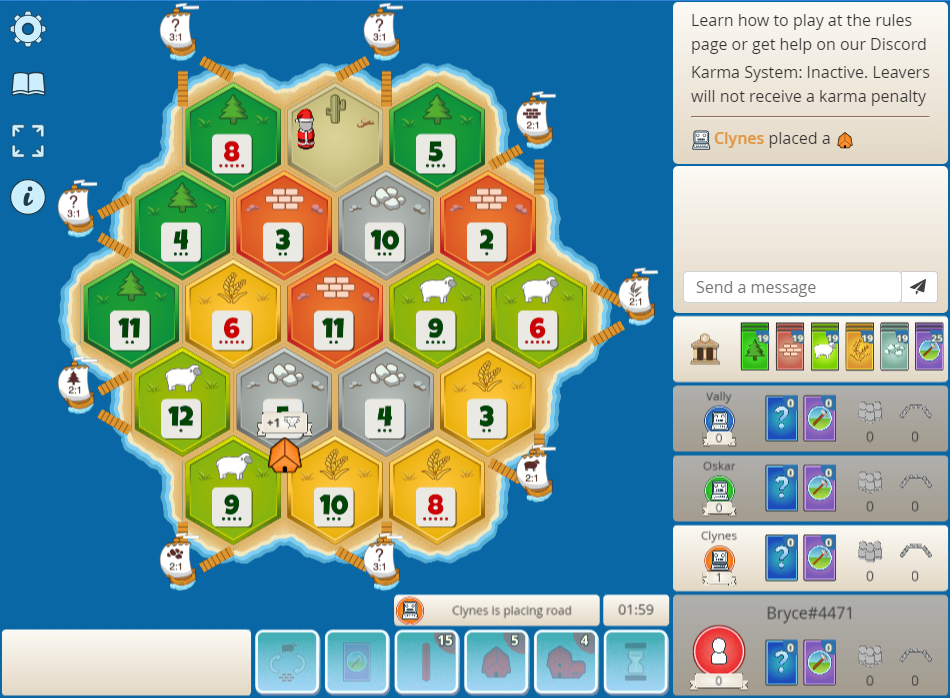 Learn how to play at the rules
page or get help on our Discord
Karma System: Inactive. Leavers
will not receive a karma penalty
Clynes placed a
Send a message
19 19 19 19 19 25
Vally
0
? 0 0
0 0
Oskar
0
? 0 0
0 0
Clynes
1
? 0 0
0 0
Bryce#4471
0
? 0 0
0 0
i
? 3:1
? 3:1
2:1
? 3:1
2:1
2:1
2:1
2:1
? 3:1
8 5
4 3 10 2
11 6 11 9 6
12 4 3
+1
9 10 8
Clynes is placing road
01:59
15 5 4